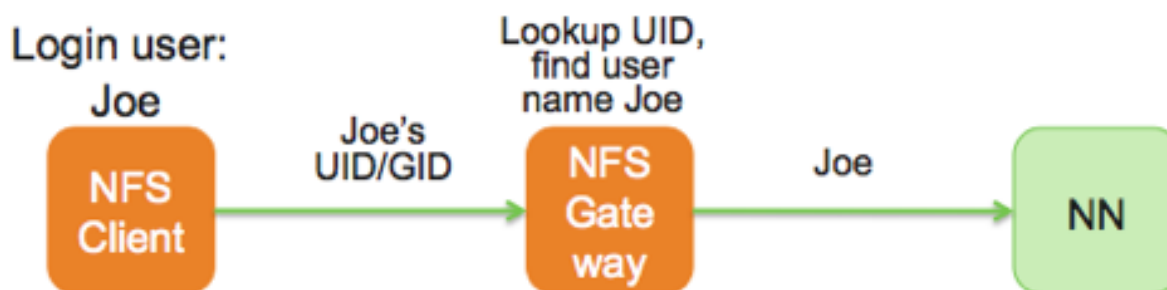 Login user:
Joe
NFS
Client
Joe's
UID/GID
Lookup UID,
find user
name Joe
NFS
Gate
way
Joe
NN